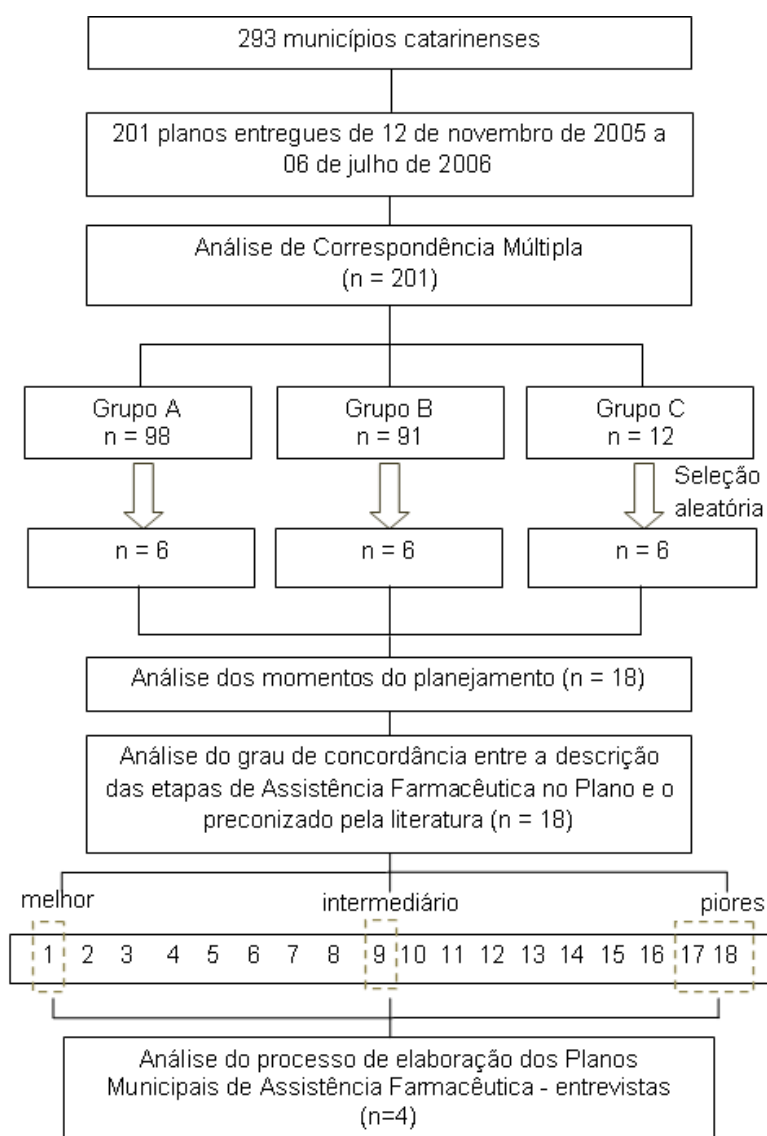 293 municípios catarinenses
201 planos entregues de 12 de novembro de 2005 a
06 de julho de 2006
Análise de Correspondência Múltipla
(n = 201)
Grupo A
n = 98
Grupo B
n = 91
Grupo C
n = 12
Seleção
aleatória
n = 6
n = 6
n = 6
Análise dos momentos do planejamento (n = 18)
Análise do grau de concordância entre a descrição
das etapas de Assistência Farmacêutica no Plano e o
preconizado pela literatura (n = 18)
melhor
intermediário
piores
1 2 3 4 5 6 7 8 9 10 11 12 13 14 15 16 17 18
Análise do processo de elaboração dos Planos
Municipais de Assistência Farmacêutica - entrevistas
(n=4)